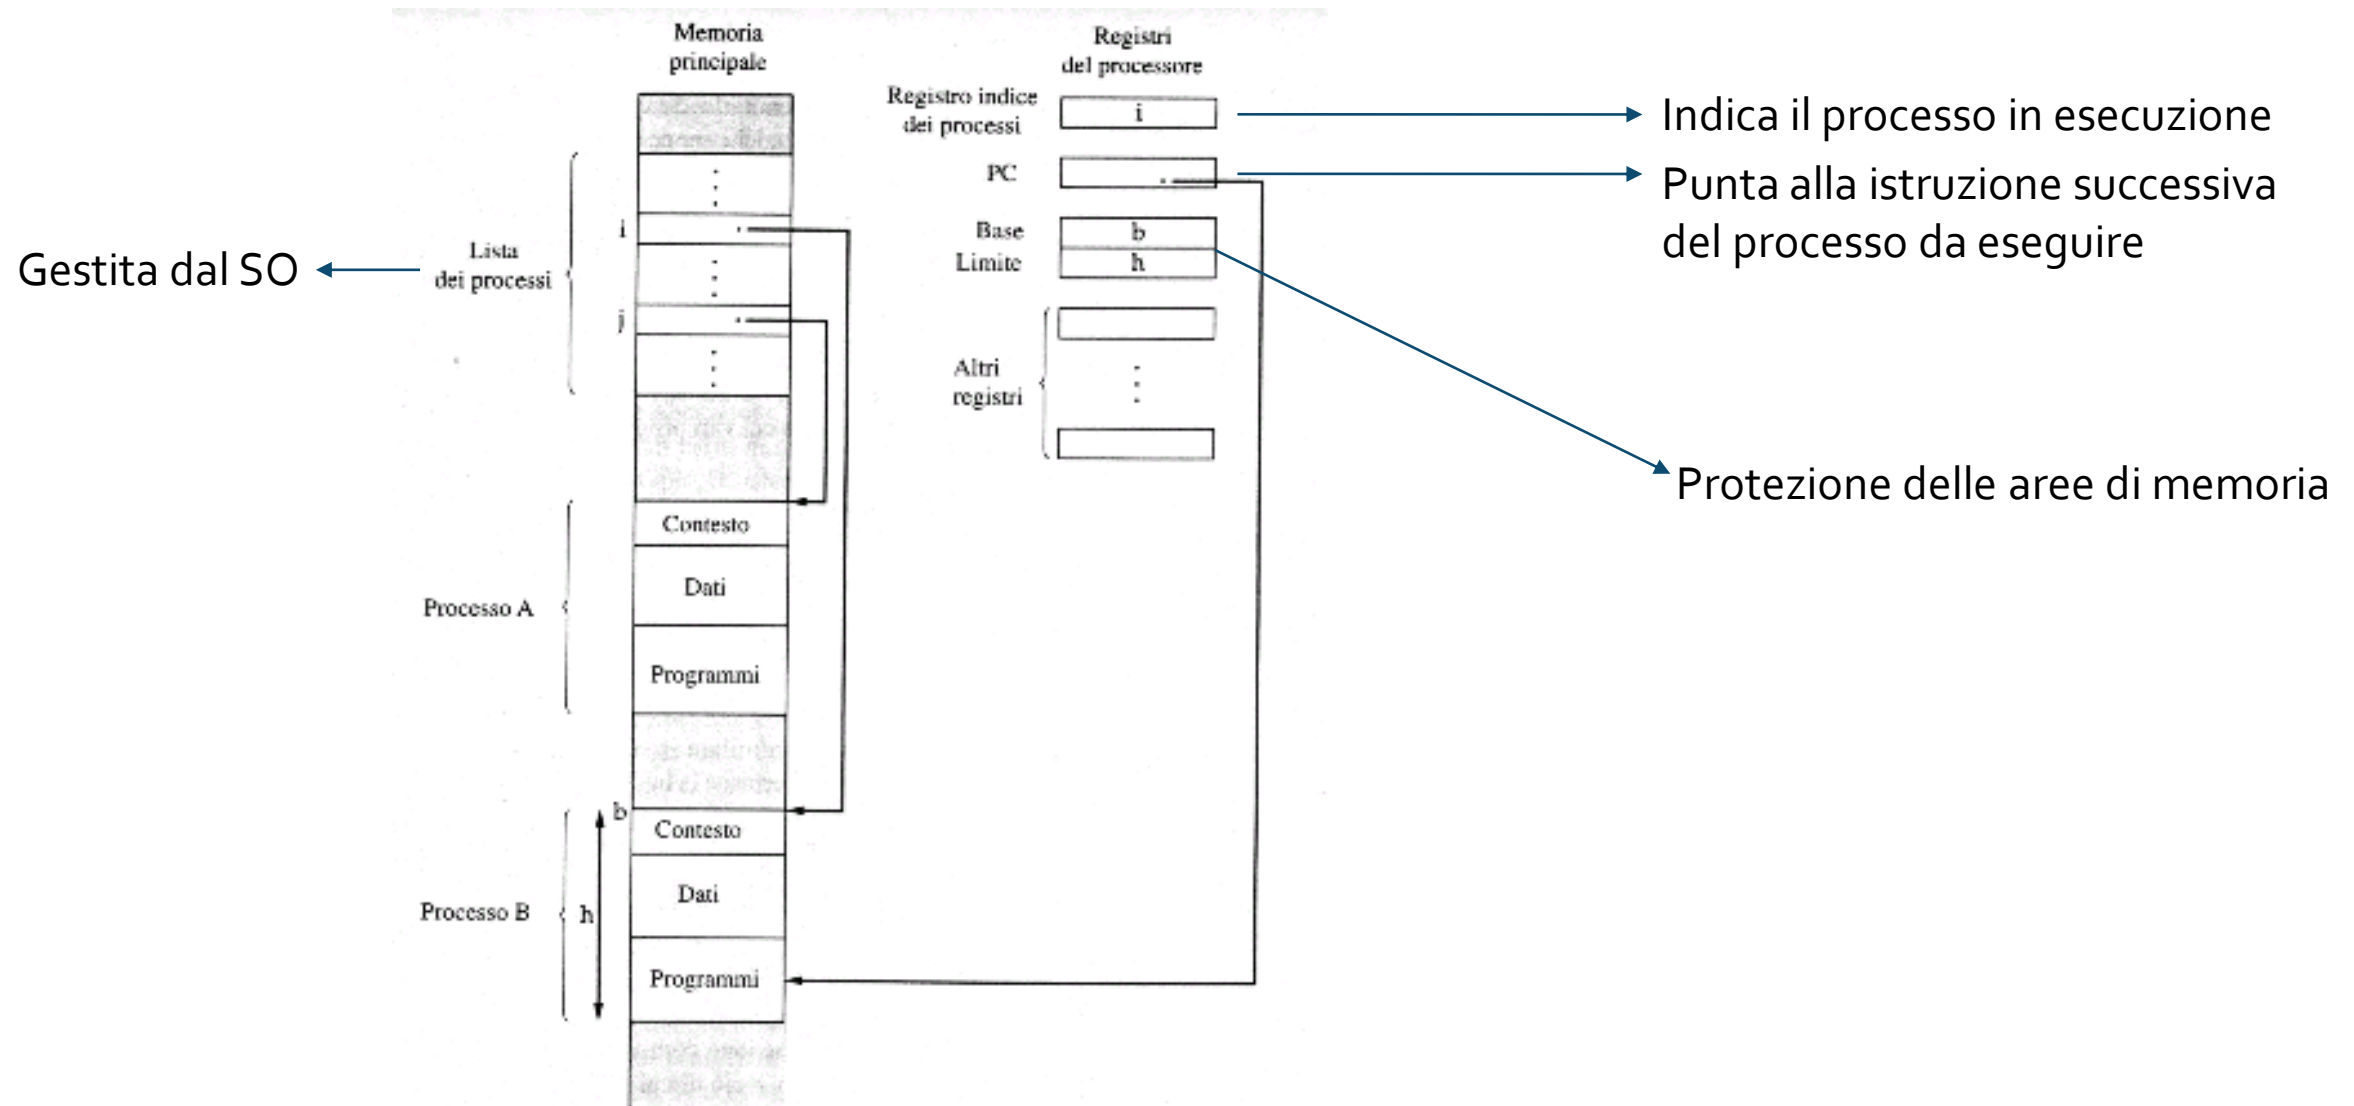 Memoria
principale
Registri
del processore
Registro indice
dei processi
i
Indica il processo in esecuzione
PC
Punta alla istruzione successiva
del processo da eseguire
Base
b
Limite
h
i
Lista
dei processi
Gestita dal SO
j
Altri
registri
Protezione delle aree di memoria
Contesto
Dati
Processo A
Programmi
b
Contesto
Dati
Processo B
h
Programmi